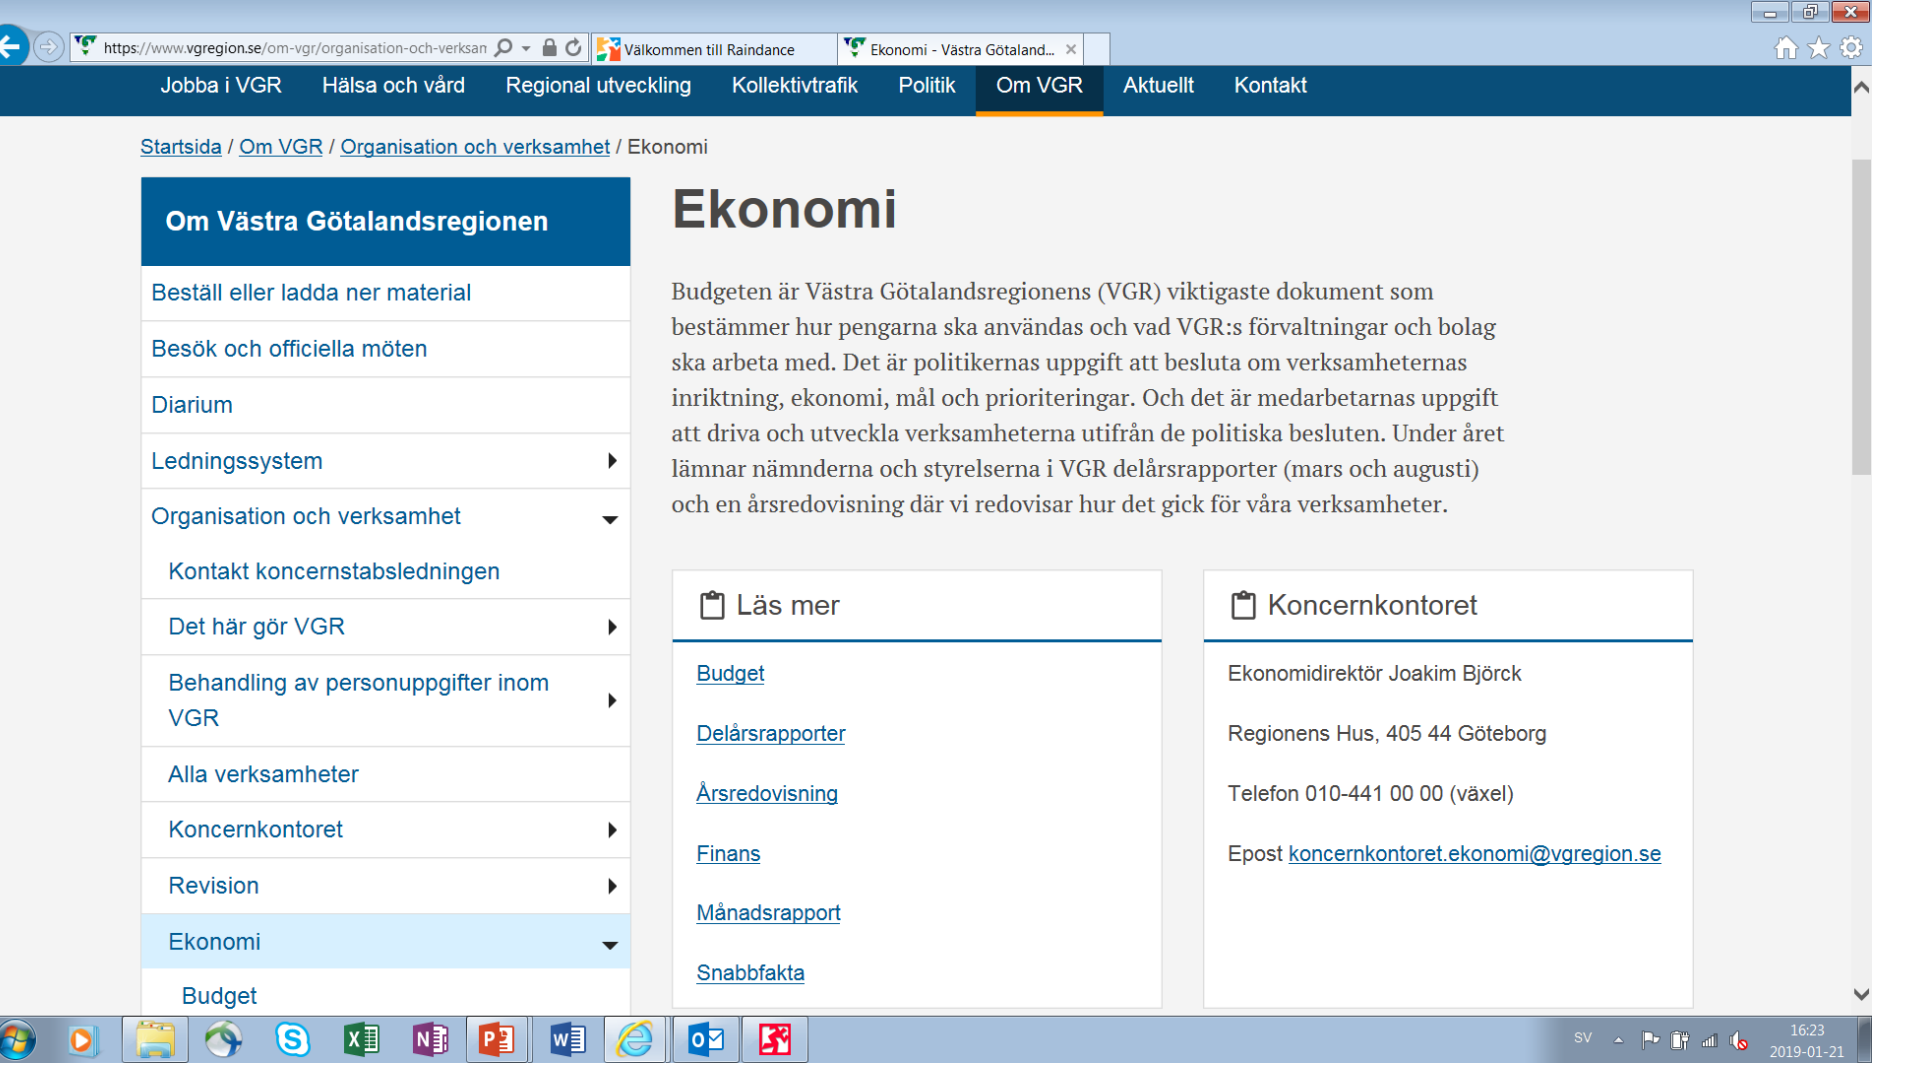 https://www.vgregion.se/om-vgr/organisation-och-verksan
Välkommen till Raindance
Ekonomi - Västra Götaland...
Jobba i VGR
Hälsa och vård
Regional utveckling
Kollektivtrafik
Politik
Om VGR
Aktuellt
Kontakt
Startsida / Om VGR / Organisation och verksamhet / Ekonomi
Om Västra Götalandsregionen
Beställ eller ladda ner material
Besök och officiella möten
Diarium
Ledningssystem
Organisation och verksamhet
Kontakt koncernstabsledningen
Det här gör VGR
Behandling av personuppgifter inom
VGR
Alla verksamheter
Koncernkontoret
Revision
Ekonomi
Budget
Ekonomi
Budgeten är Västra Götalandsregionens (VGR) viktigaste dokument som
bestämmer hur pengarna ska användas och vad VGR:s förvaltningar och bolag
ska arbeta med. Det är politikernas uppgift att besluta om verksamheternas
inriktning, ekonomi, mål och prioriteringar. Och det är medarbetarnas uppgift
att driva och utveckla verksamheterna utifrån de politiska besluten. Under året
lämnar nämnderna och styrelserna i VGR delårsrapporter (mars och augusti)
och en årsredovisning där vi redovisar hur det gick för våra verksamheter.
Läs mer
Budget
Delårsrapporter
Årsredovisning
Finans
Månadsrapport
Snabbfakta
Koncernkontoret
Ekonomidirektör Joakim Björck
Regionens Hus, 405 44 Göteborg
Telefon 010-441 00 00 (växel)
Epost koncernkontoret.ekonomi@vgregion.se
SV
16:23
2019-01-21